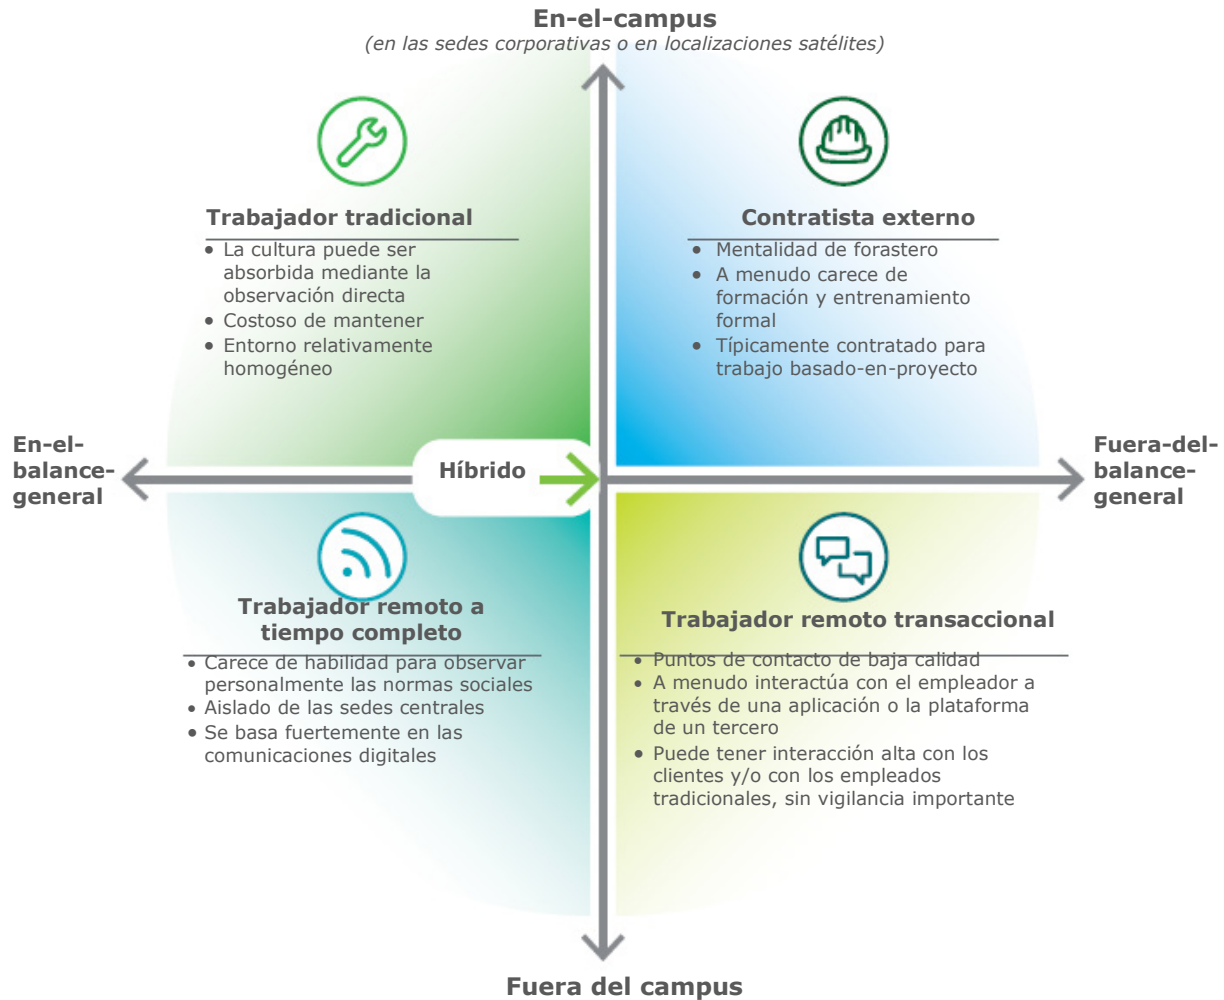 En-el-campus
(en las sedes corporativas o en localizaciones satélites)
Trabajador tradicional
• La cultura puede ser
absorbida mediante la
observación directa
• Costoso de mantener
• Entorno relativamente
homogéneo
Contratista externo
• Mentalidad de forastero
• A menudo carece de
formación y entrenamiento
formal
• Típicamente contratado para
trabajo basado-en-proyecto
En-el-
balance-
general
Híbrido
Fuera-del-
balance-
general
Trabajador remoto a
tiempo completo
• Carece de habilidad para observar
personalmente las normas sociales
• Aislado de las sedes centrales
• Se basa fuertemente en las
comunicaciones digitales
Trabajador remoto transaccional
• Puntos de contacto de baja calidad
• A menudo interactúa con el empleador a
través de una aplicación o la plataforma
de un tercero
• Puede tener interacción alta con los
clientes y/o con los empleados
tradicionales, sin vigilancia importante
Fuera del campus